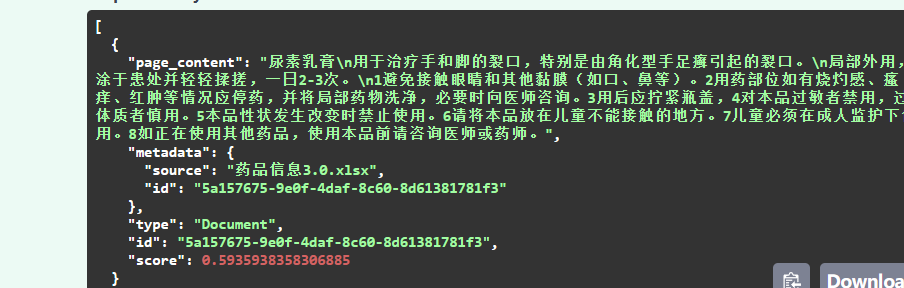 [
{
"page_content": "尿素乳膏\n用于治疗手和脚的裂口，特别是由角化型手足癣引起的裂口。\n局部外用，
涂于患处并轻轻揉搓，一日2-3次。\n1避免接触眼睛和其他黏膜（如口、鼻等）。2用药部位如有烧灼感、瘙
痒、红肿等情况应停药，并将局部药物洗净，必要时向医师咨询。3用后应拧紧瓶盖，4对本品过敏者禁用，过
体质者慎用。5本品性状发生改变时禁止使用。6请将本品放在儿童不能接触的地方。7儿童必须在成人监护下
用。8如正在使用其他药品，使用本品前请咨询医师或药师。",
"metadata": {
"source": "药品信息3.0.xlsx",
"id": "5a157675-9e0f-4daf-8c60-8d61381781f3"
},
"type": "Document",
"id": "5a157675-9e0f-4daf-8c60-8d61381781f3",
"score": 0.5935938358306885
}
Downloa